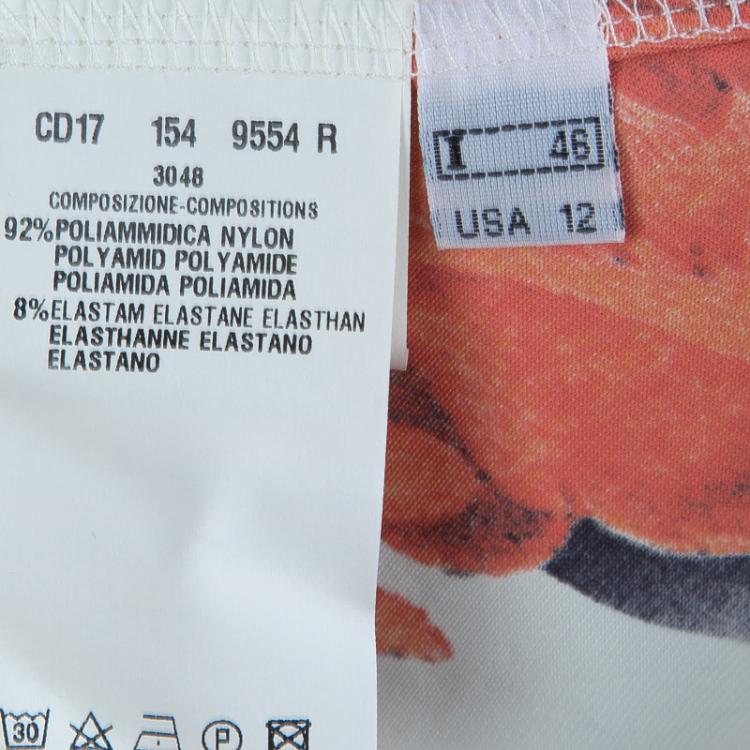 CD17 154 9554 R
3048
COMPOSIZIONE-COMPOSITIONS
92%POLIAMMIDICA NYLON
POLYAMID POLYAMIDE
POLIAMIDA POLIAMIDA
8%ELASTAM ELASTANE ELASTHAN
ELASTHANNE ELASTANO
ELASTANO
30
P
I 46
USA 12